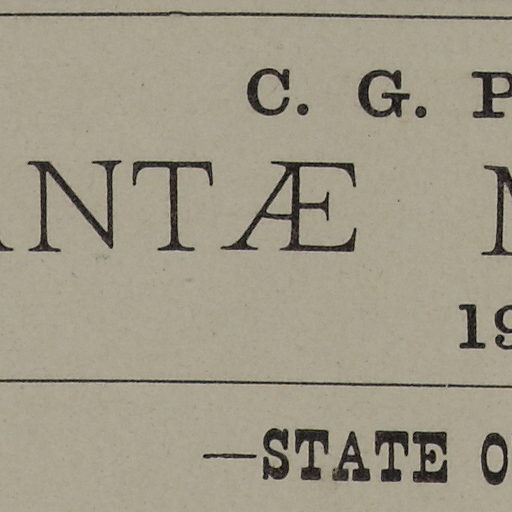 C. G. P
ANTÆ
19
—STATE O